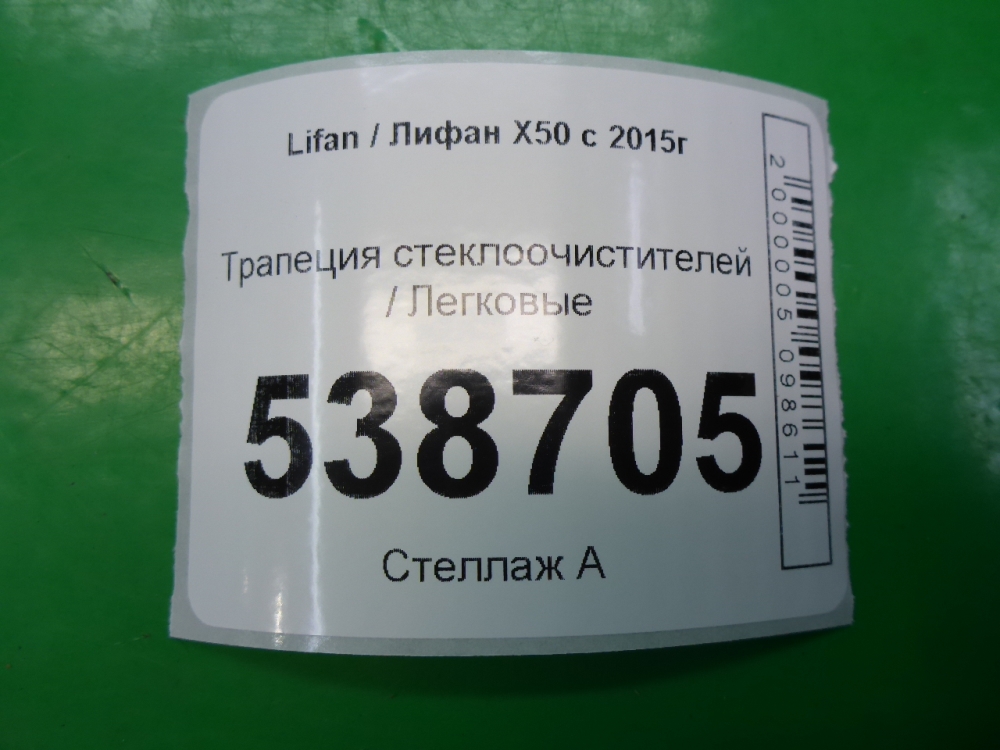 Lifan / Лифан X50 с 2015г
Трапеция стеклоочистителей
/ Легковые
538705
Стеллаж А
2000005098611